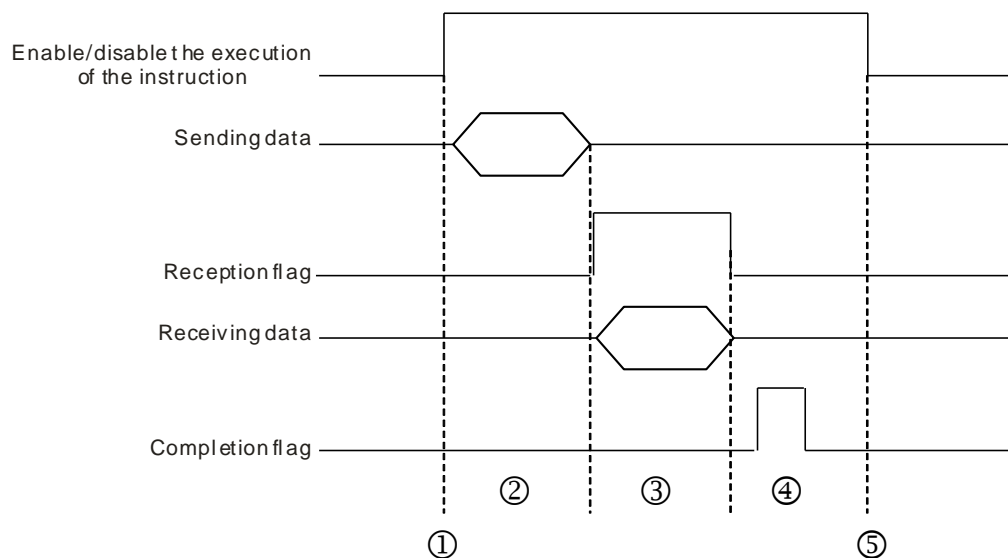 Enable/disable the execution
of the instruction
Sending data
Reception flag
Receiving data
Completion flag
② ③ ④
① ⑤